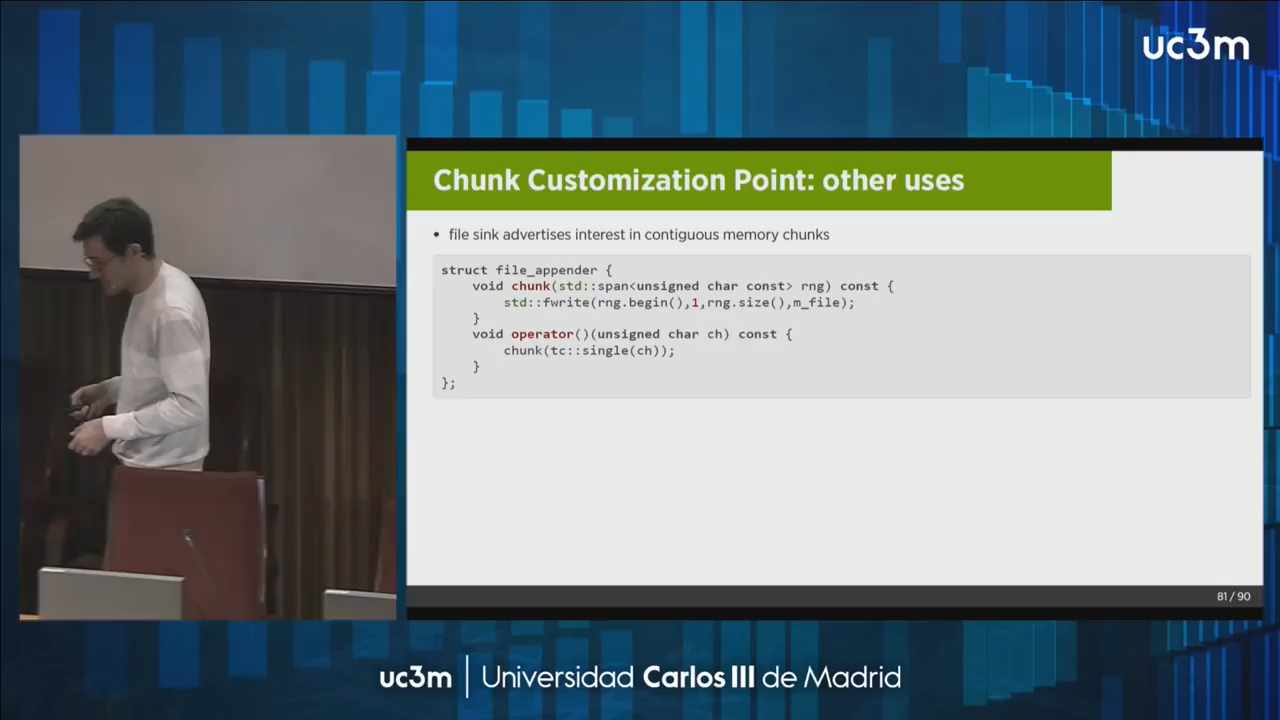 uc3m
Chunk Customization Point: other uses
• file sink advertises interest in contiguous memory chunks
struct file_appender {
    void chunk(std::span<unsigned char const> rng) const {
        std::fwrite(rng.begin(),1,rng.size(),m_file);
    }
    void operator()(unsigned char ch) const {
        chunk(tc::single(ch));
    }
};
81 / 90
uc3m | Universidad Carlos III de Madrid